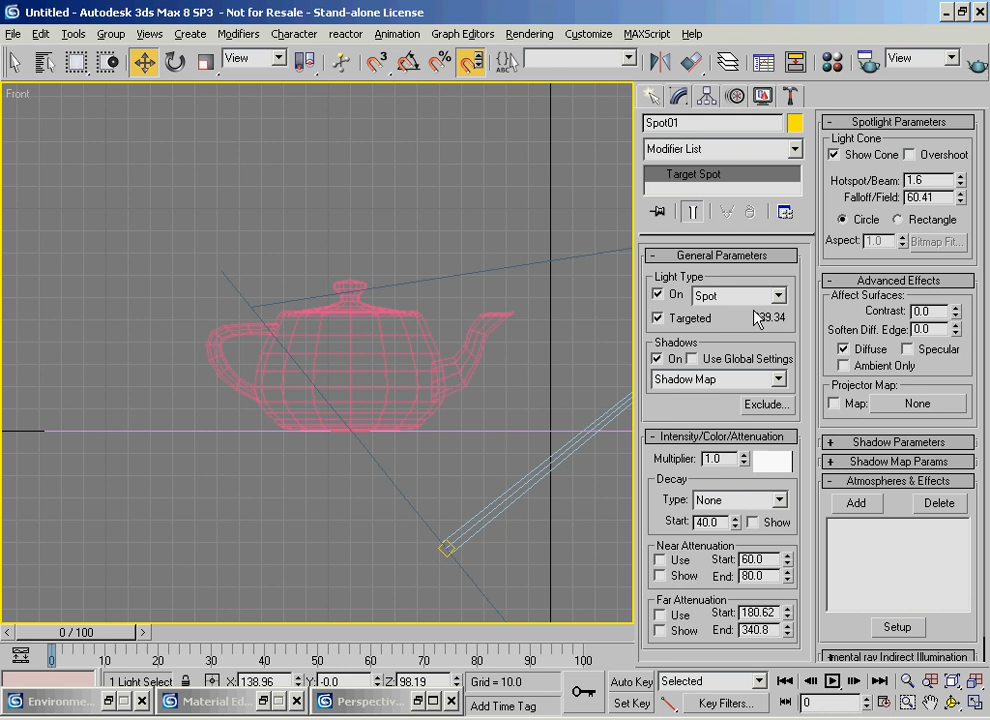 Untitled - Autodesk 3ds Max 8 SP3 - Not for Resale - Stand-alone License
File Edit Tools Group Views Create Modifiers Character reactor Animation Graph Editors Rendering Customize MAXScript Help
View
View
Front
Spot01
Modifier List
Target Spot
General Parameters
Light Type
On Spot
Targeted 39.34
Shadows
On Use Global Settings
Shadow Map
Exclude...
Intensity/Color/Attenuation
Multiplier: 1.0
Decay
Type: None
Start: 40.0 Show
Near Attenuation
Use Start: 60.0
Show End: 80.0
Far Attenuation
Use Start: 180.62
Show End: 340.8
Spotlight Parameters
Light Cone
Show Cone Overshoot
Hotspot/Beam: 1.6
Falloff/Field: 60.41
Circle Rectangle
Aspect: 1.0 Bitmap Fit...
Advanced Effects
Affect Surfaces:
Contrast: 0.0
Soften Diff. Edge: 0.0
Diffuse Specular
Ambient Only
Projector Map:
Map: None
Shadow Parameters
Shadow Map Params
Atmospheres & Effects
Add Delete
Setup
mental ray Indirect Illumination
0 / 100
0 10 20 30 40 50 60 70 80 90 100
1 Light Select X: 138.96 Y: -0.0 Z: 98.19 Grid = 10.0 Auto Key Selected
Environme... Material Ed... Perspectiv... Add Time Tag Set Key Key Filters... 0